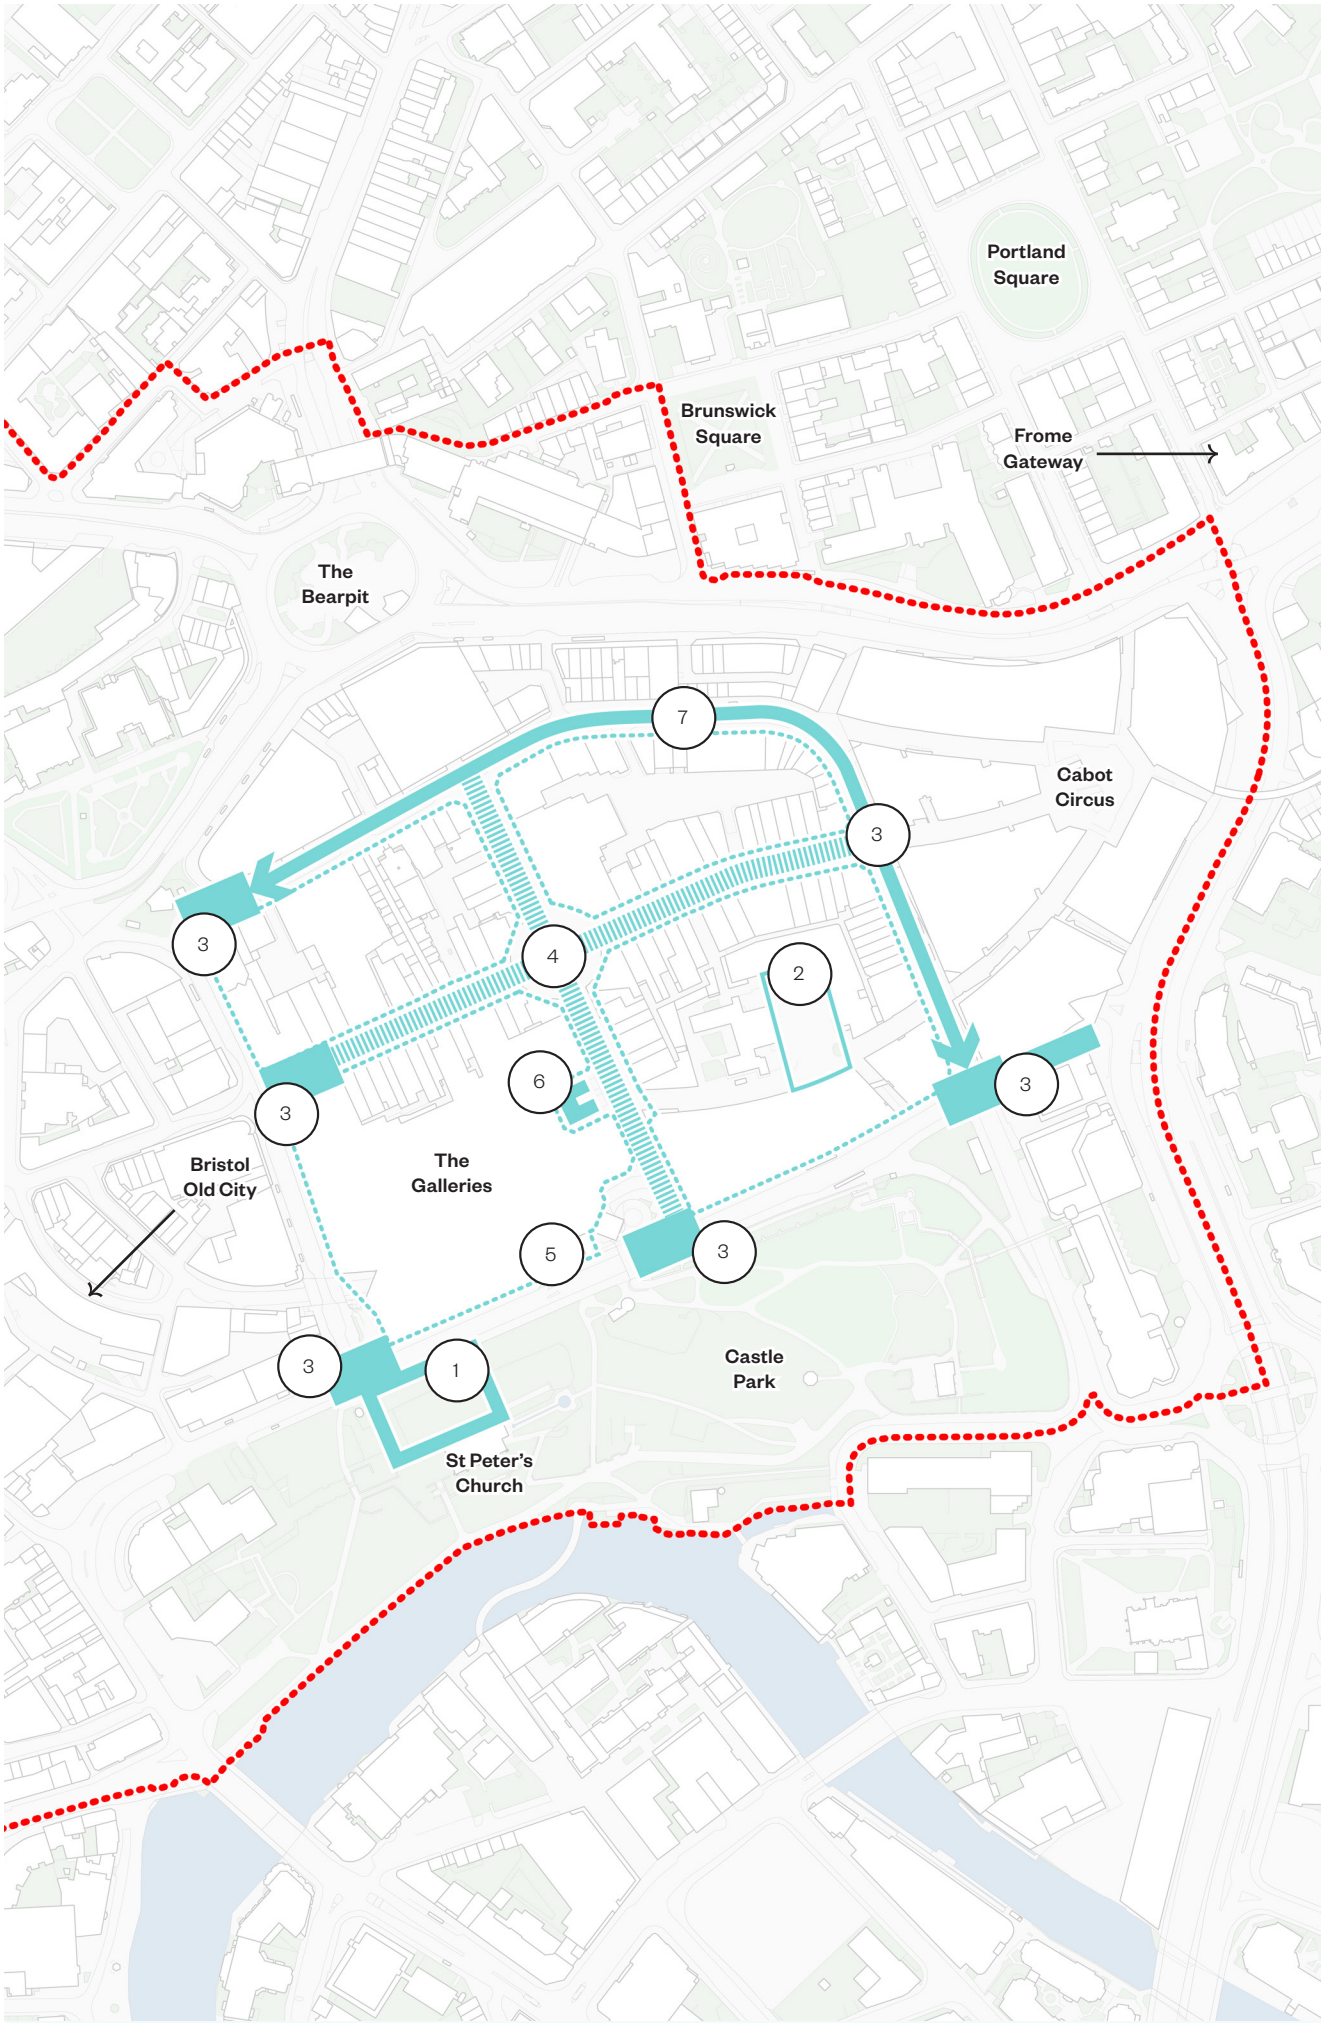 Portland
Square
Brunswick
Square
Frome
Gateway
The
Bearpit
7
Cabot
Circus
3
3
4
2
6
3
3
Bristol
Old City
The
Galleries
5
3
3
1
Castle
Park
St Peter's
Church